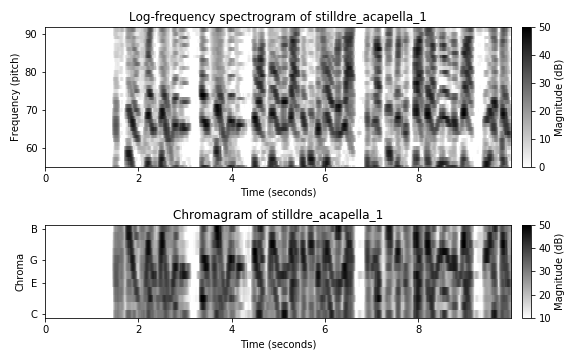 Log-frequency spectrogram of stilldre_acapella_1
90
80
70
60
Frequency (pitch)
0 2 4 6 8
Time (seconds)
50
40
30
20
10
0
Magnitude (dB)
Chromagram of stilldre_acapella_1
B
G
E
C
Chroma
0 2 4 6 8
Time (seconds)
50
40
30
20
10
Magnitude (dB)